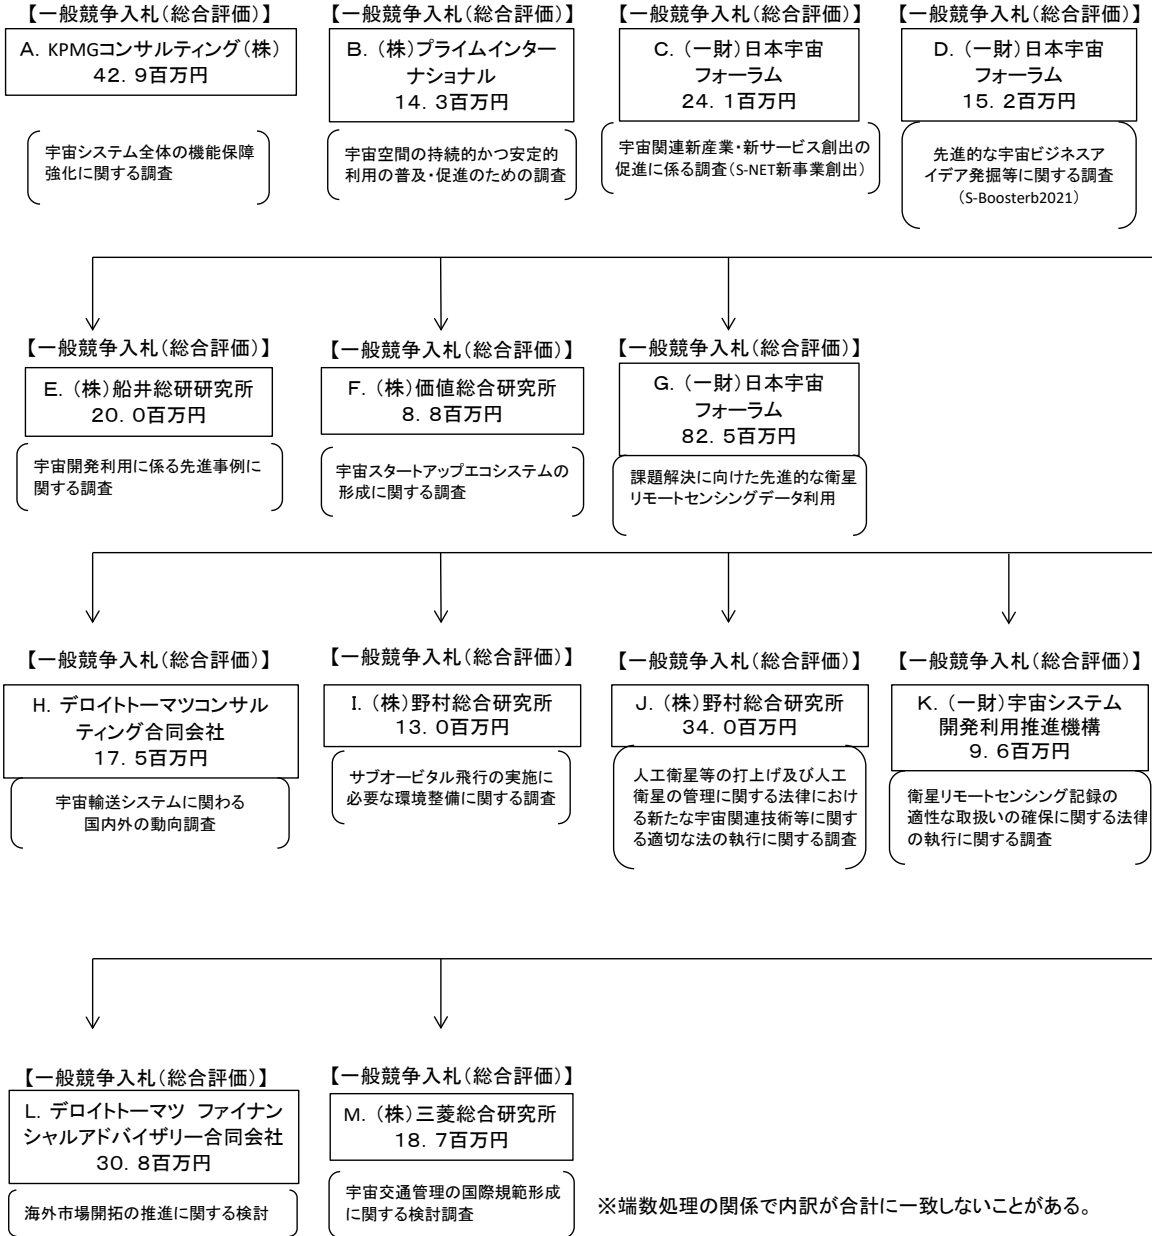 【一般競争入札（総合評価）】
A. KPMGコンサルティング（株）
４２．９百万円
宇宙システム全体の機能保障
強化に関する調査
【一般競争入札（総合評価）】
B. （株）プライムインター
ナショナル
１４．３百万円
宇宙空間の持続的かつ安定的
利用の普及・促進のための調査
【一般競争入札（総合評価）】
C. （一財）日本宇宙
フォーラム
２４．１百万円
宇宙関連新産業・新サービス創出の
促進に係る調査（S-NET新事業創出）
【一般競争入札（総合評価）】
D. （一財）日本宇宙
フォーラム
１５．２百万円
先進的な宇宙ビジネスア
イデア発掘等に関する調査
（S-Boosterb2021）
【一般競争入札（総合評価）】
E. （株）船井総研研究所
２０．０百万円
宇宙開発利用に係る先進事例に
関する調査
【一般競争入札（総合評価）】
F. （株）価値総合研究所
８．８百万円
宇宙スタートアップエコシステムの
形成に関する調査
【一般競争入札（総合評価）】
G. （一財）日本宇宙
フォーラム
８２．５百万円
課題解決に向けた先進的な衛星
リモートセンシングデータ利用
【一般競争入札（総合評価）】
H. デロイトトーマツコンサル
ティング合同会社
１７．５百万円
宇宙輸送システムに関わる
国内外の動向調査
【一般競争入札（総合評価）】
I. （株）野村総合研究所
１３．０百万円
サブオービタル飛行の実施に
必要な環境整備に関する調査
【一般競争入札（総合評価）】
J. （株）野村総合研究所
３４．０百万円
人工衛星等の打上げ及び人工
衛星の管理に関する法律におけ
る新たな宇宙関連技術等に関す
る適切な法の執行に関する調査
【一般競争入札（総合評価）】
K. （一財）宇宙システム
開発利用推進機構
９．６百万円
衛星リモートセンシング記録の
適性な取扱いの確保に関する法律
の執行に関する調査
【一般競争入札（総合評価）】
L. デロイトトーマツ　ファイナン
シャルアドバイザリー合同会社
３０．８百万円
海外市場開拓の推進に関する検討
【一般競争入札（総合評価）】
M. （株）三菱総合研究所
１８．７百万円
宇宙交通管理の国際規範形成
に関する検討調査
※端数処理の関係で内訳が合計に一致しないことがある。